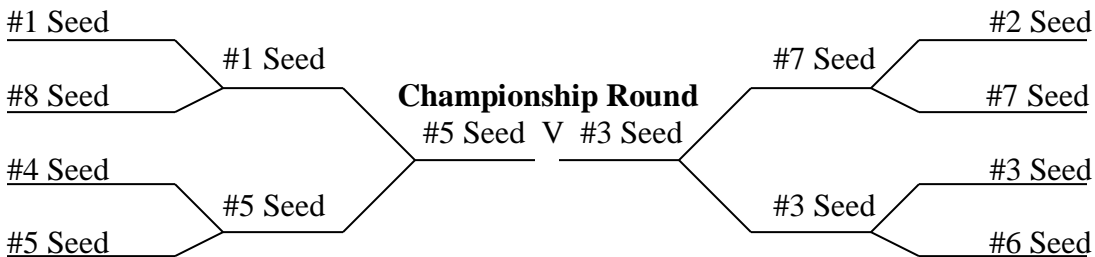 #1 Seed
#2 Seed
#1 Seed
#7 Seed
#8 Seed
Championship Round
#7 Seed
#5 Seed V #3 Seed
#4 Seed
#3 Seed
#5 Seed
#3 Seed
#5 Seed
#6 Seed